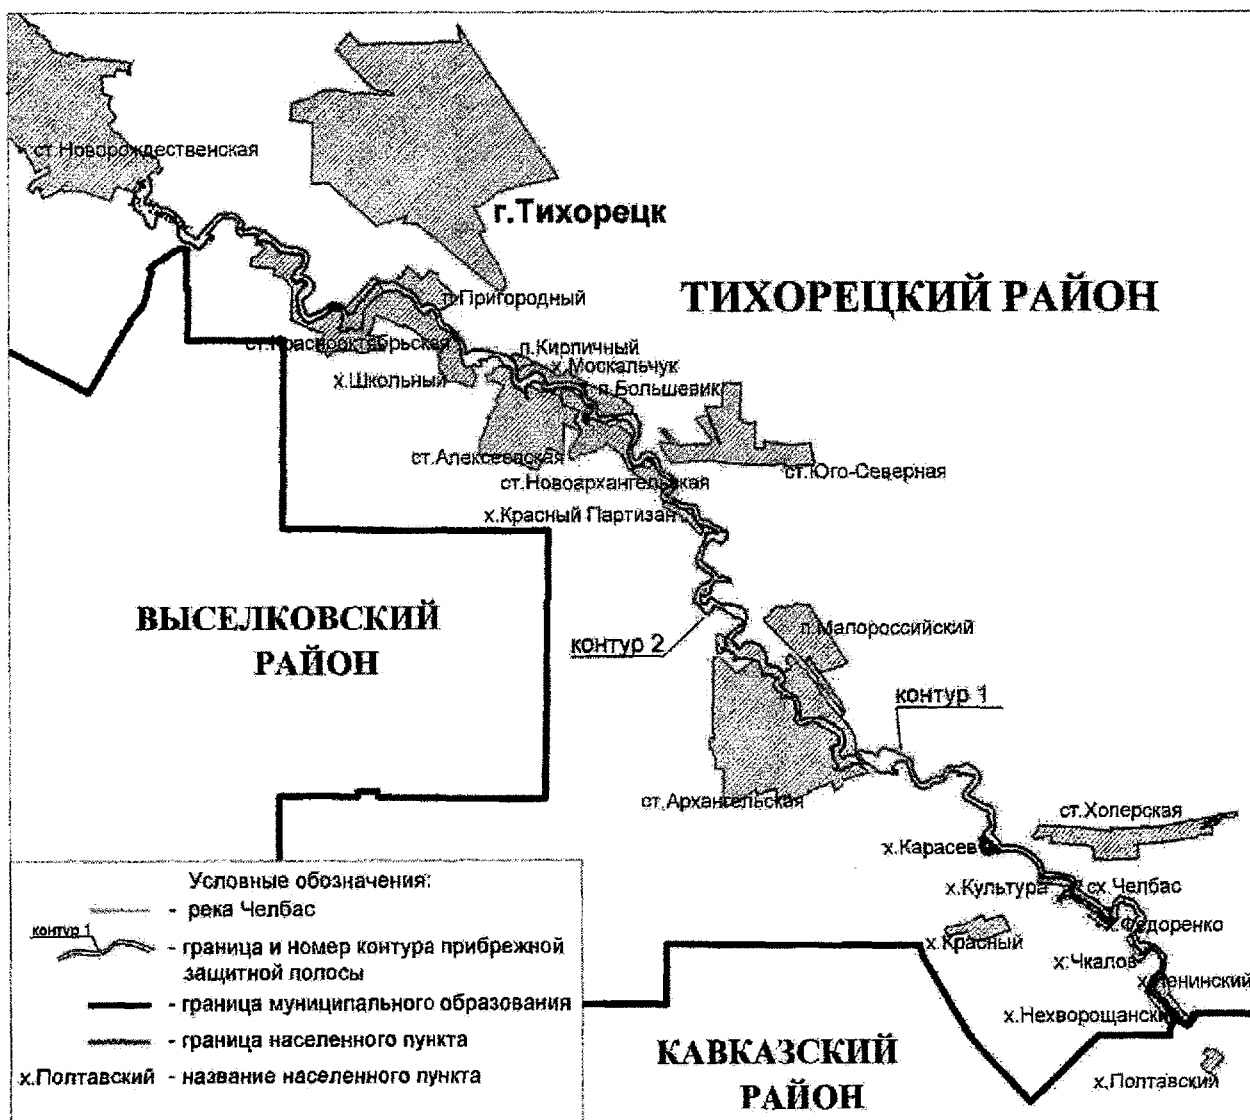 ст.Новорождественская
г.Тихорецк
п.Пригородный
ТИХОРЕЦКИЙ РАЙОН
ст.Краснооктябрьская
п.Кирпичный
х.Москальчук
х.Школьный
п.Большевик
ст.Алексеевская
ст.Юго-Северная
ст.Новоархангельская
х.Красный Партизан
ВЫСЕЛКОВСКИЙ
РАЙОН
контур 2
п.Малороссийский
контур 1
ст.Архангельская
ст.Хоперская
х.Карасев
х.Культура
сх.Челбас
х.Федоренко
х.Красный
х.Чкалов
х.Ленинский
х.Нехворощанский
КАВКАЗСКИЙ
РАЙОН
х.Полтавский
Условные обозначения:
- река Челбас
контур 1
- граница и номер контура прибрежной
защитной полосы
- граница муниципального образования
- граница населенного пункта
х.Полтавский - название населенного пункта